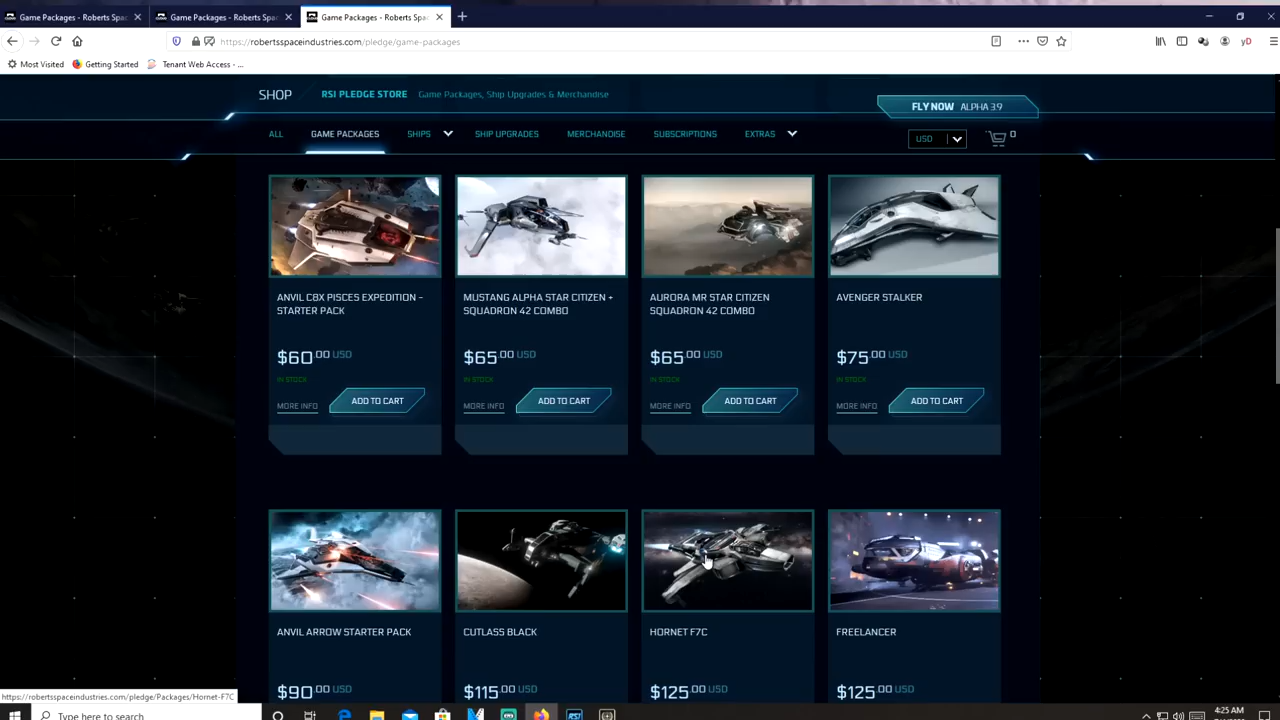 Game Packages - Roberts Spac
Game Packages - Roberts Spac
Game Packages - Roberts Spac
https://robertsspaceindustries.com/pledge/game-packages
Most Visited
Getting Started
Tenant Web Access - ...
SHOP
RSI PLEDGE STORE
Game Packages, Ship Upgrades & Merchandise
FLY NOW ALPHA 3.9
ALL
GAME PACKAGES
SHIPS
SHIP UPGRADES
MERCHANDISE
SUBSCRIPTIONS
EXTRAS
USD
0
ANVIL C8X PISCES EXPEDITION -
STARTER PACK
$60.00 USD
IN STOCK
MORE INFO
ADD TO CART
MUSTANG ALPHA STAR CITIZEN +
SQUADRON 42 COMBO
$65.00 USD
IN STOCK
MORE INFO
ADD TO CART
AURORA MR STAR CITIZEN
SQUADRON 42 COMBO
$65.00 USD
IN STOCK
MORE INFO
ADD TO CART
AVENGER STALKER
$75.00 USD
IN STOCK
MORE INFO
ADD TO CART
ANVIL ARROW STARTER PACK
$90.00 USD
CUTLASS BLACK
$115.00 USD
HORNET F7C
$125.00 USD
FREELANCER
$125.00 USD
https://robertsspaceindustries.com/pledge/Packages/Hornet-F7C
Type here to search
4:25 AM